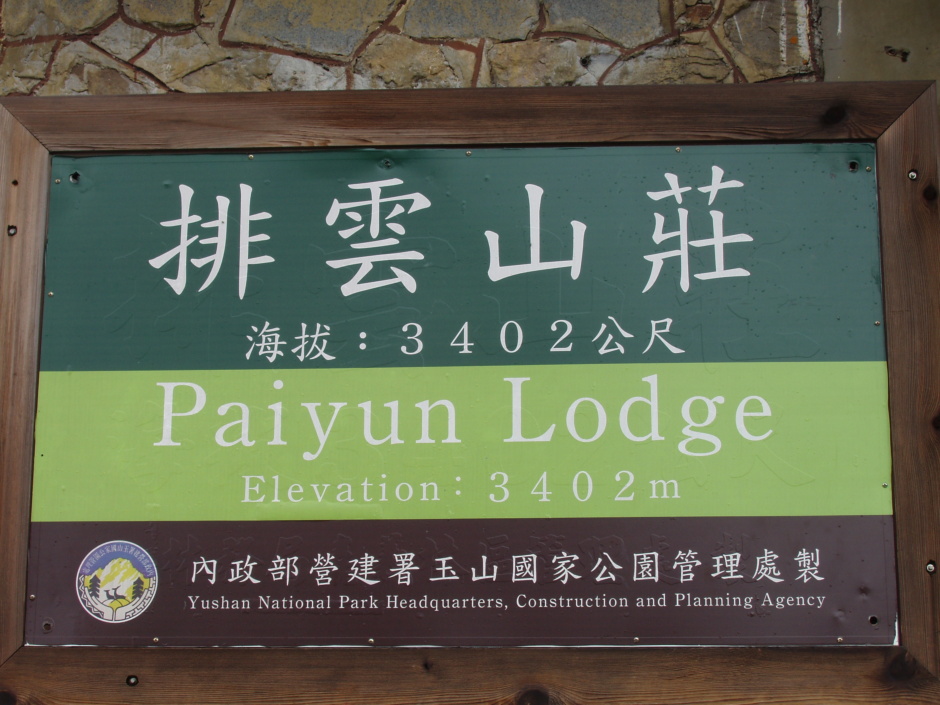 排雲山莊
海拔：3402公尺
Paiyun Lodge
Elevation: 3402m
內政部營建署玉山國家公園管理處製
Yushan National Park Headquarters, Construction and Planning Agency